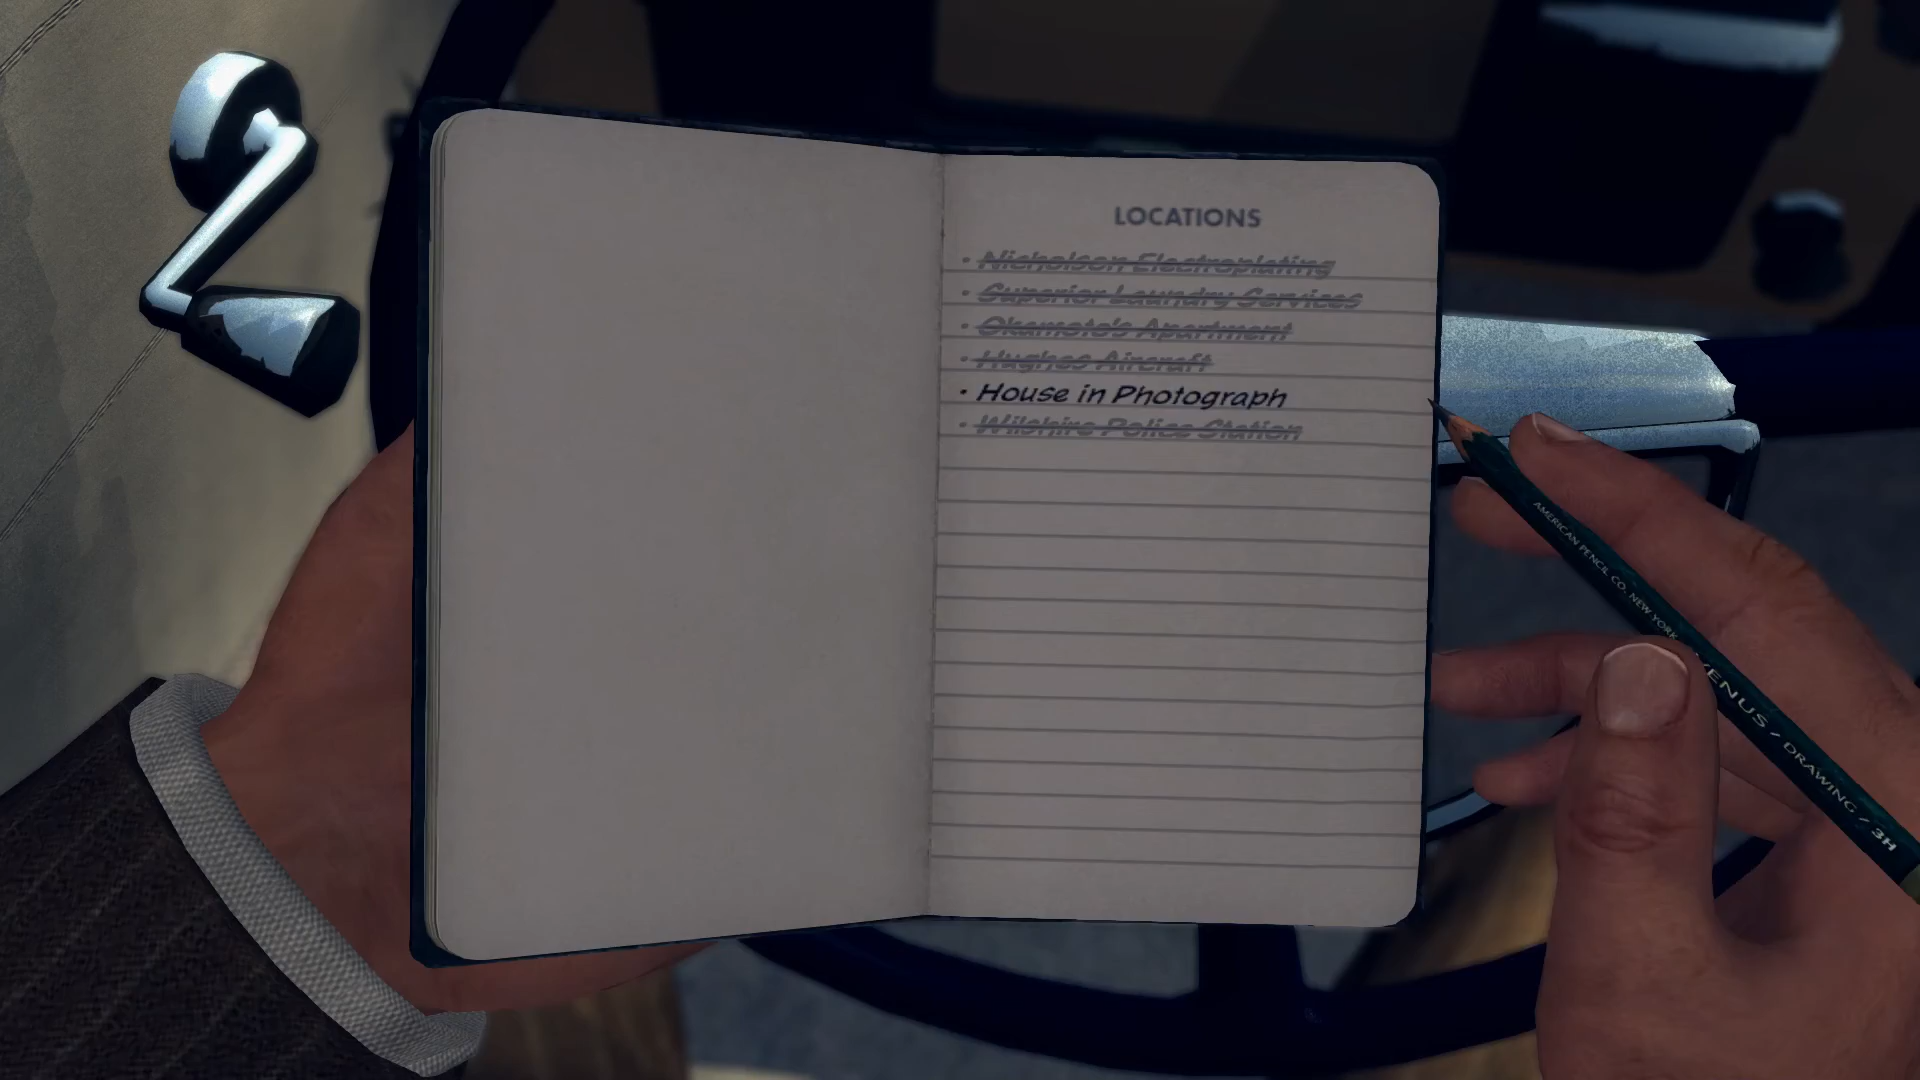 LOCATIONS
• Nicholson Electroplating
• Superior Laundry Services
• Okamoto's Apartment
• Hughes Aircraft
• House in Photograph
• Wilshire Police Station
AMERICAN PENCIL CO. NEW YORK
VENUS / DRAWING / 3H